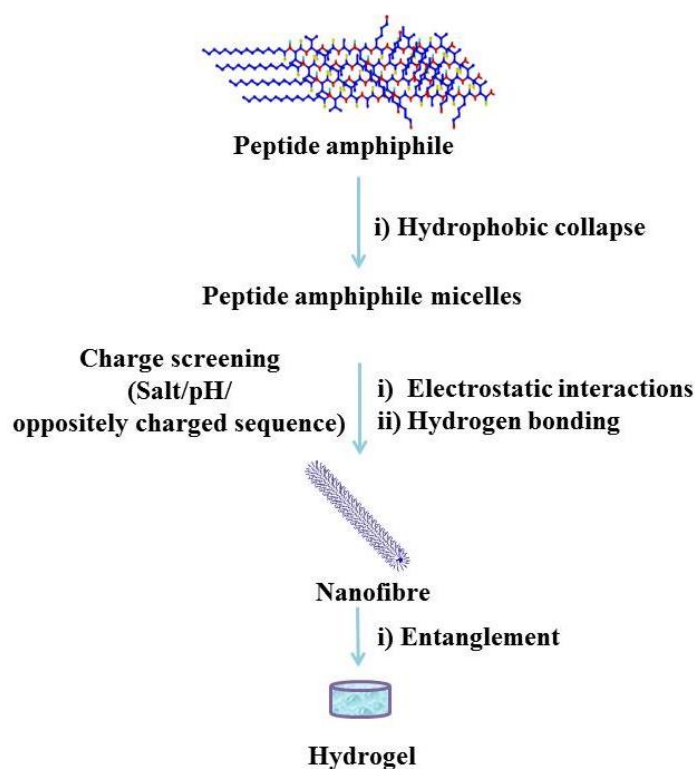 Peptide amphiphile
i) Hydrophobic collapse
Peptide amphiphile micelles
Charge screening
(Salt/pH/
oppositely charged sequence)
i) Electrostatic interactions
ii) Hydrogen bonding
Nanofibre
i) Entanglement
Hydrogel